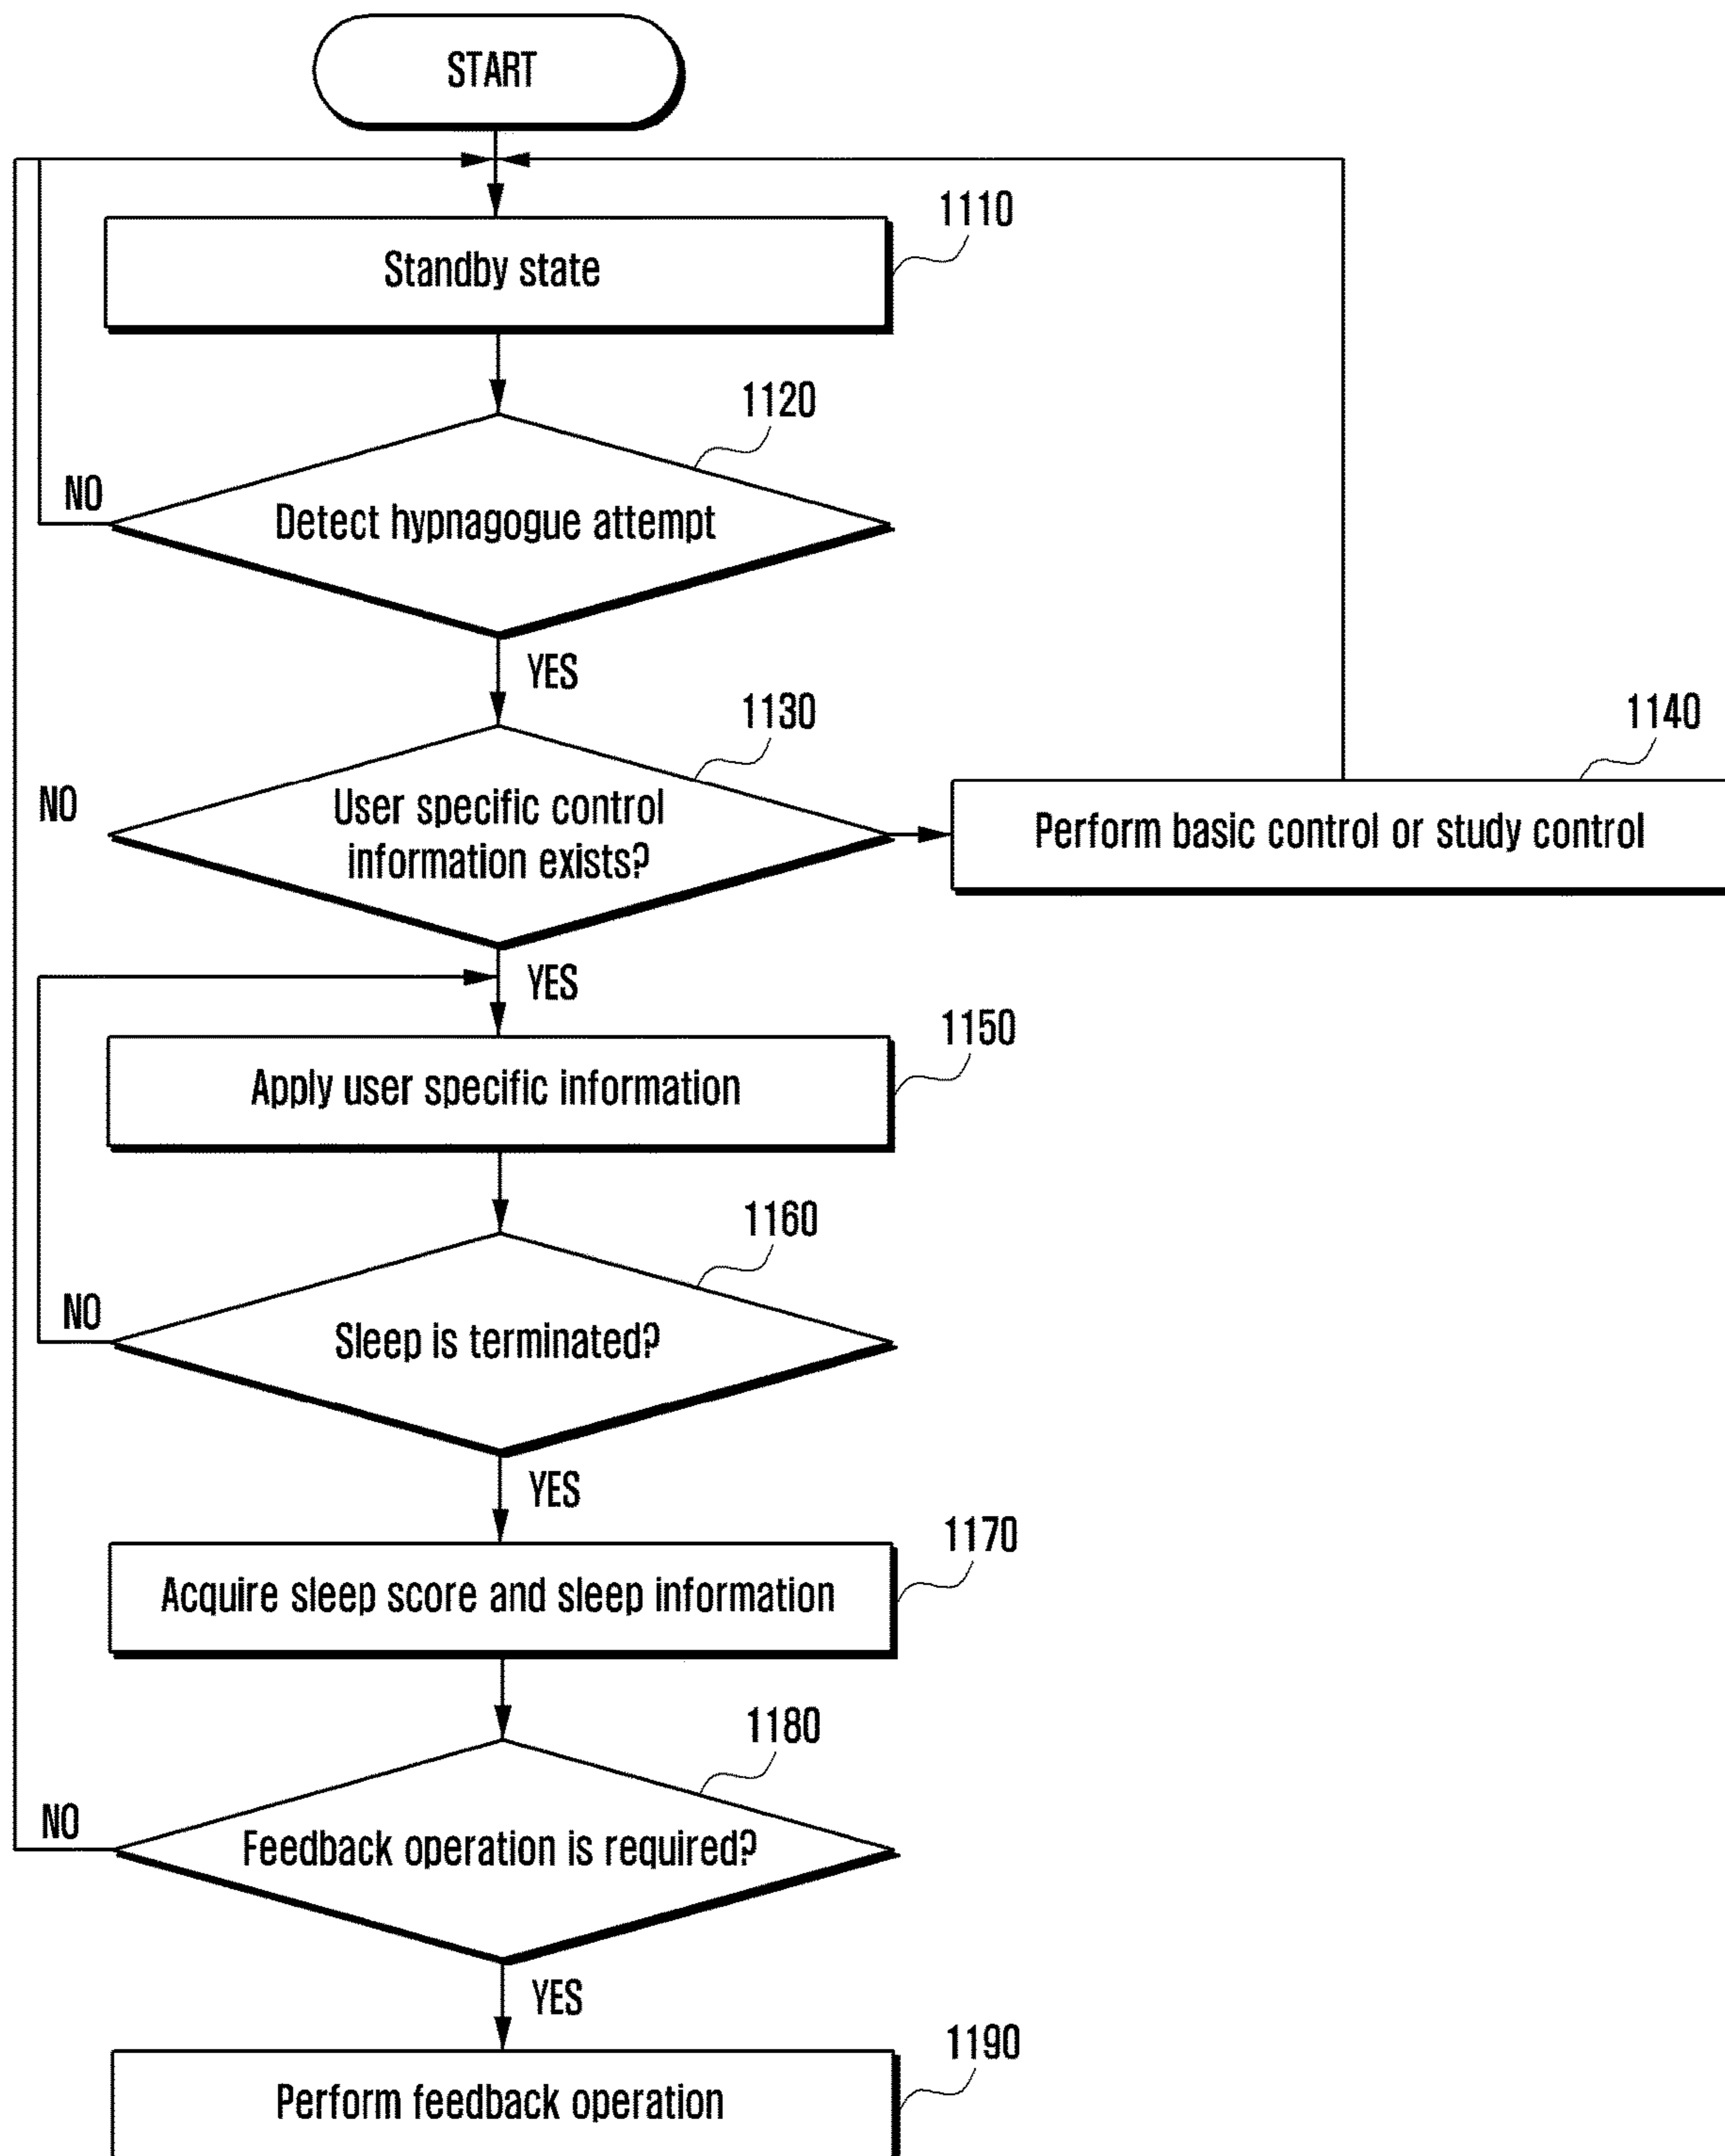 START
1110
Standby state
1120
NO
Detect hypnagogue attempt
YES
1130
1140
NO
User specific control
information exists?
Perform basic control or study control
YES
1150
Apply user specific information
1160
NO
Sleep is terminated?
YES
1170
Acquire sleep score and sleep information
1180
NO
Feedback operation is required?
YES
1190
Perform feedback operation